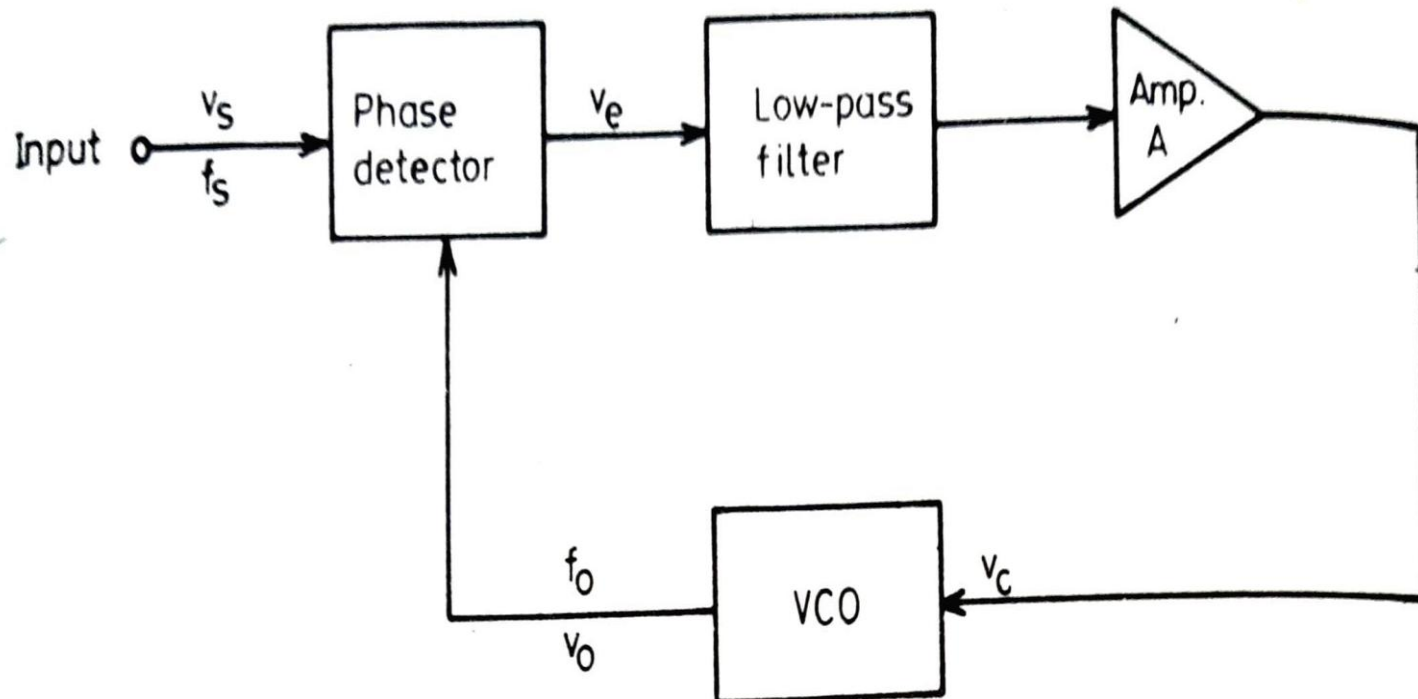 Input
vs
fs
Phase
detector
ve
Low-pass
filter
Amp.
A
fo
vo
VCO
vc